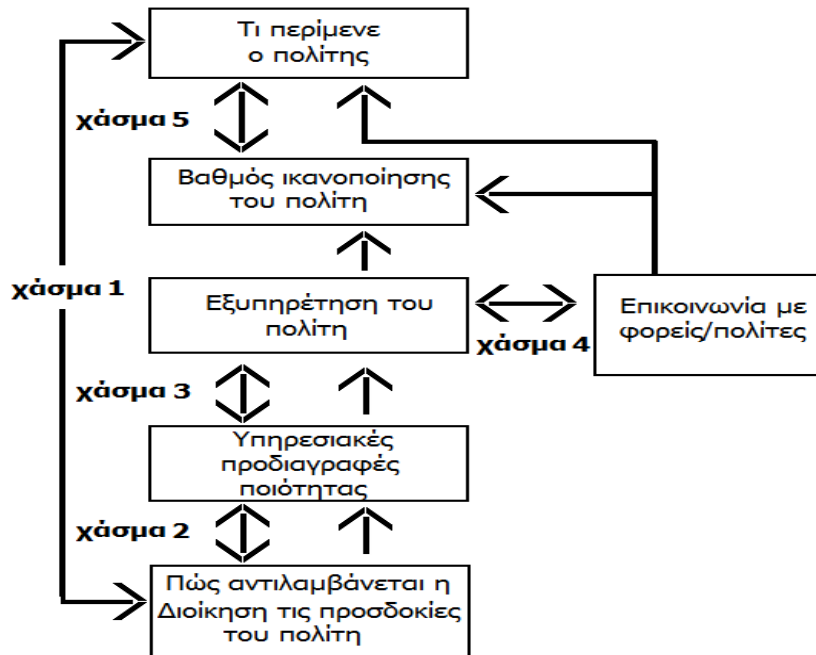 Τι περίμενε
ο πολίτης
χάσμα 5
Βαθμός ικανοποίησης
του πολίτη
χάσμα 1
Εξυπηρέτηση του
πολίτη
χάσμα 4
Επικοινωνία με
φορείς/πολίτες
χάσμα 3
Υπηρεσιακές
προδιαγραφές
ποιότητας
χάσμα 2
Πώς αντιλαμβάνεται η
Διοίκηση τις προσδοκίες
του πολίτη